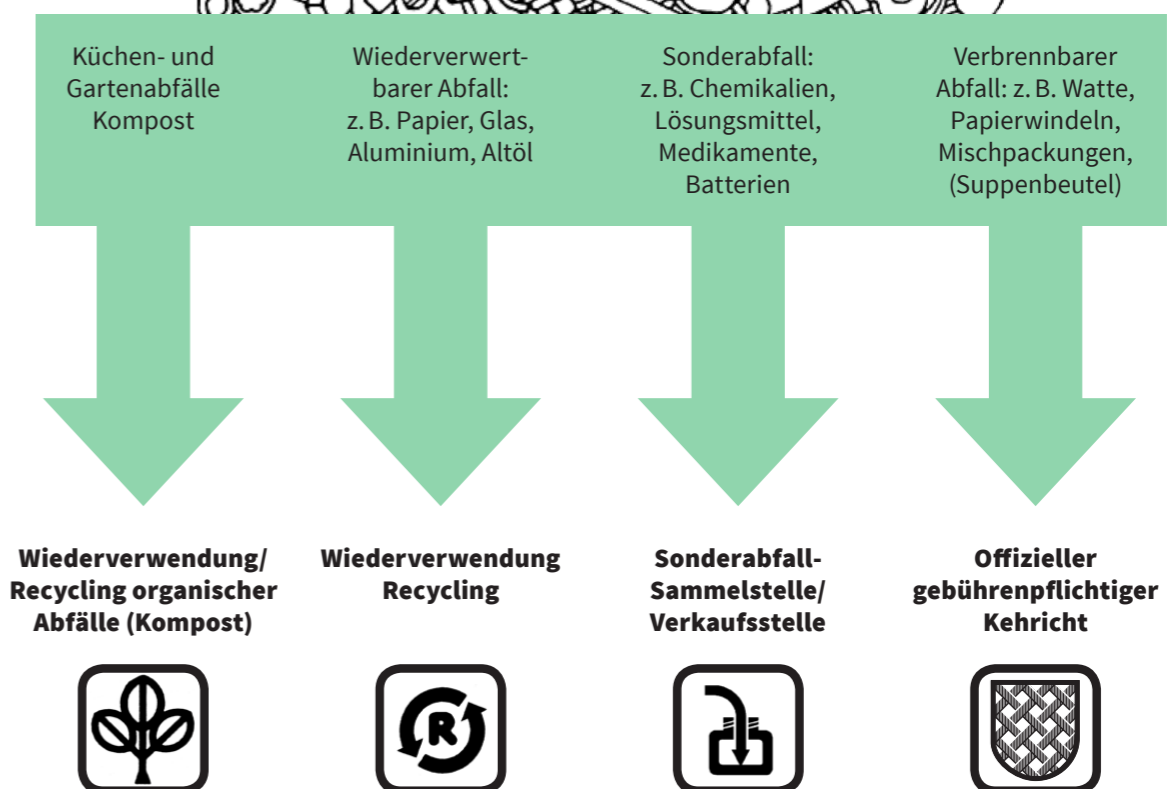 Küchen- und
Gartenabfälle
Kompost
Wiederverwert-
barer Abfall:
z. B. Papier, Glas,
Aluminium, Altöl
Sonderabfall:
z. B. Chemikalien,
Lösungsmittel,
Medikamente,
Batterien
Verbrennbarer
Abfall: z. B. Watte,
Papierwindeln,
Mischpackungen,
(Suppenbeutel)
Wiederverwendung/
Recycling organischer
Abfälle (Kompost)
Wiederverwendung
Recycling
Sonderabfall-
Sammelstelle/
Verkaufsstelle
Offizieller
gebührenpflichtiger
Kehricht
R